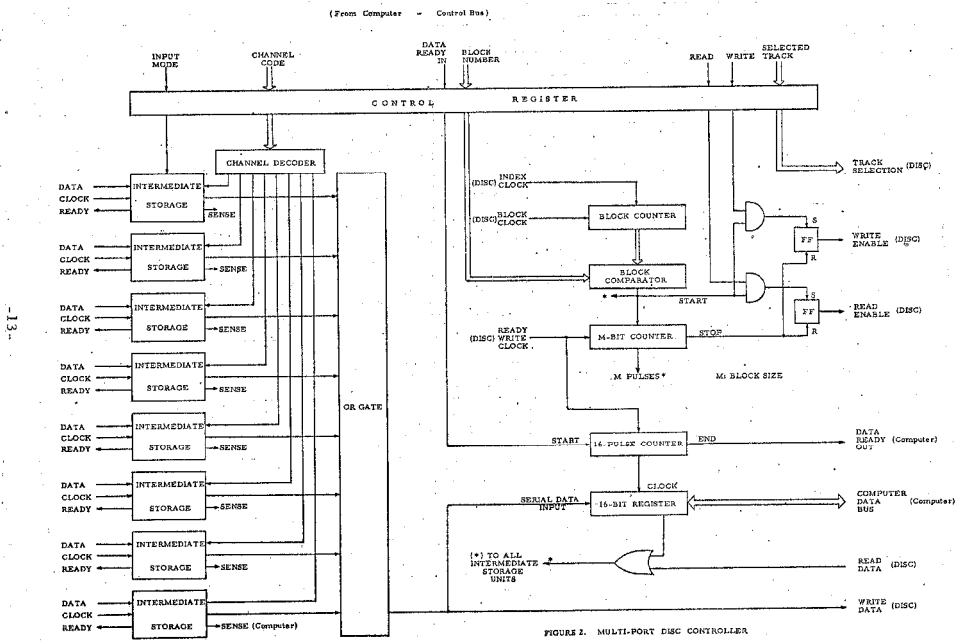 (From Computer - Control Bus)
INPUT MODE
CHANNEL CODE
DATA READY IN
BLOCK NUMBER
READ
WRITE
SELECTED TRACK
CONTROL REGISTER
CHANNEL DECODER
TRACK SELECTION (DISC)
DATA
CLOCK
READY
INTERMEDIATE STORAGE
SENSE
DATA
CLOCK
READY
INTERMEDIATE STORAGE
SENSE
DATA
CLOCK
READY
INTERMEDIATE STORAGE
SENSE
DATA
CLOCK
READY
INTERMEDIATE STORAGE
SENSE
DATA
CLOCK
READY
INTERMEDIATE STORAGE
SENSE
DATA
CLOCK
READY
INTERMEDIATE STORAGE
SENSE
DATA
CLOCK
READY
INTERMEDIATE STORAGE
SENSE
DATA
CLOCK
READY
INTERMEDIATE STORAGE
SENSE (Computer)
OR GATE
(DISC) INDEX CLOCK
(DISC) BLOCK CLOCK
BLOCK COUNTER
BLOCK COMPARATOR
*
START
S
FF
R
WRITE ENABLE (DISC)
S
FF
R
READ ENABLE (DISC)
(DISC) READY WRITE CLOCK
M-BIT COUNTER
STOP
M PULSES*
M: BLOCK SIZE
START
16-PULSE COUNTER
END
DATA READY OUT (Computer)
CLOCK
SERIAL DATA INPUT
16-BIT REGISTER
COMPUTER DATA BUS (Computer)
(*) TO ALL INTERMEDIATE STORAGE UNITS
*
READ DATA (DISC)
WRITE DATA (DISC)
FIGURE 2. MULTI-PORT DISC CONTROLLER
-13-